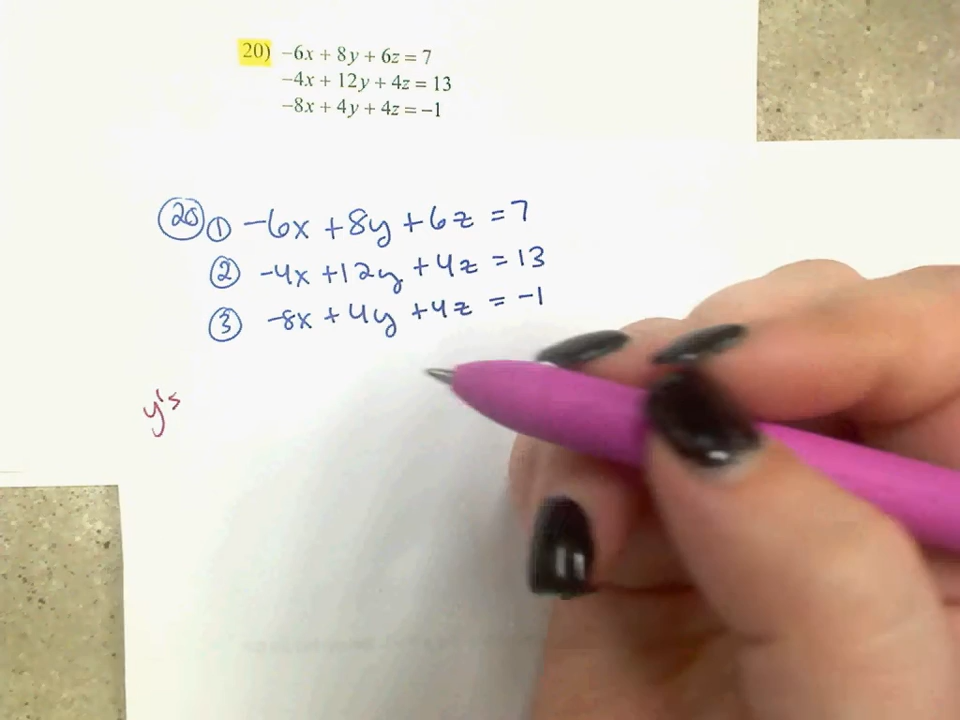 20) −6x + 8y + 6z = 7
−4x + 12y + 4z = 13
−8x + 4y + 4z = −1
20 1 -6x + 8y + 6z = 7
2 -4x + 12y + 4z = 13
3 -8x + 4y + 4z = -1
y's